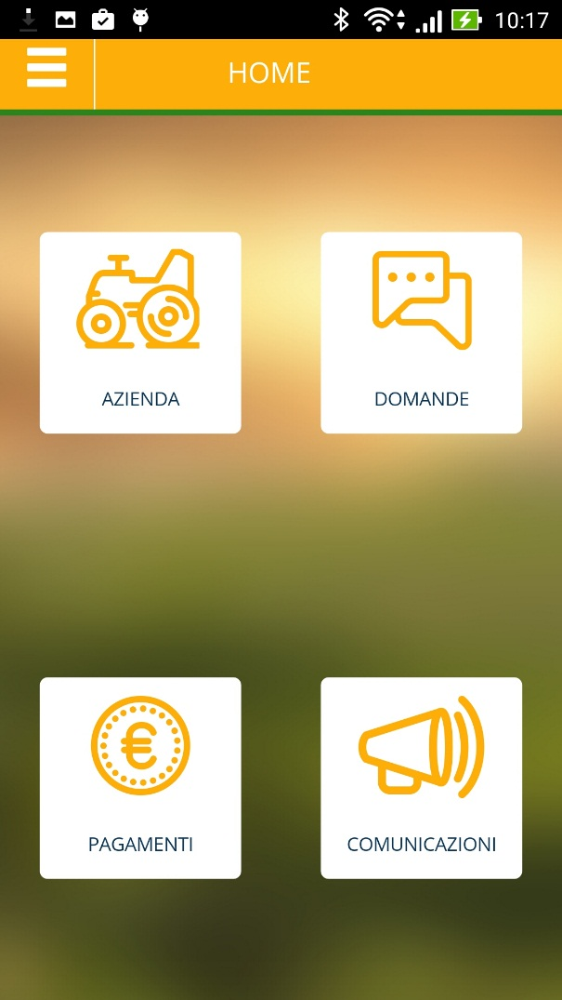 10:17
HOME
AZIENDA
DOMANDE
PAGAMENTI
COMUNICAZIONI